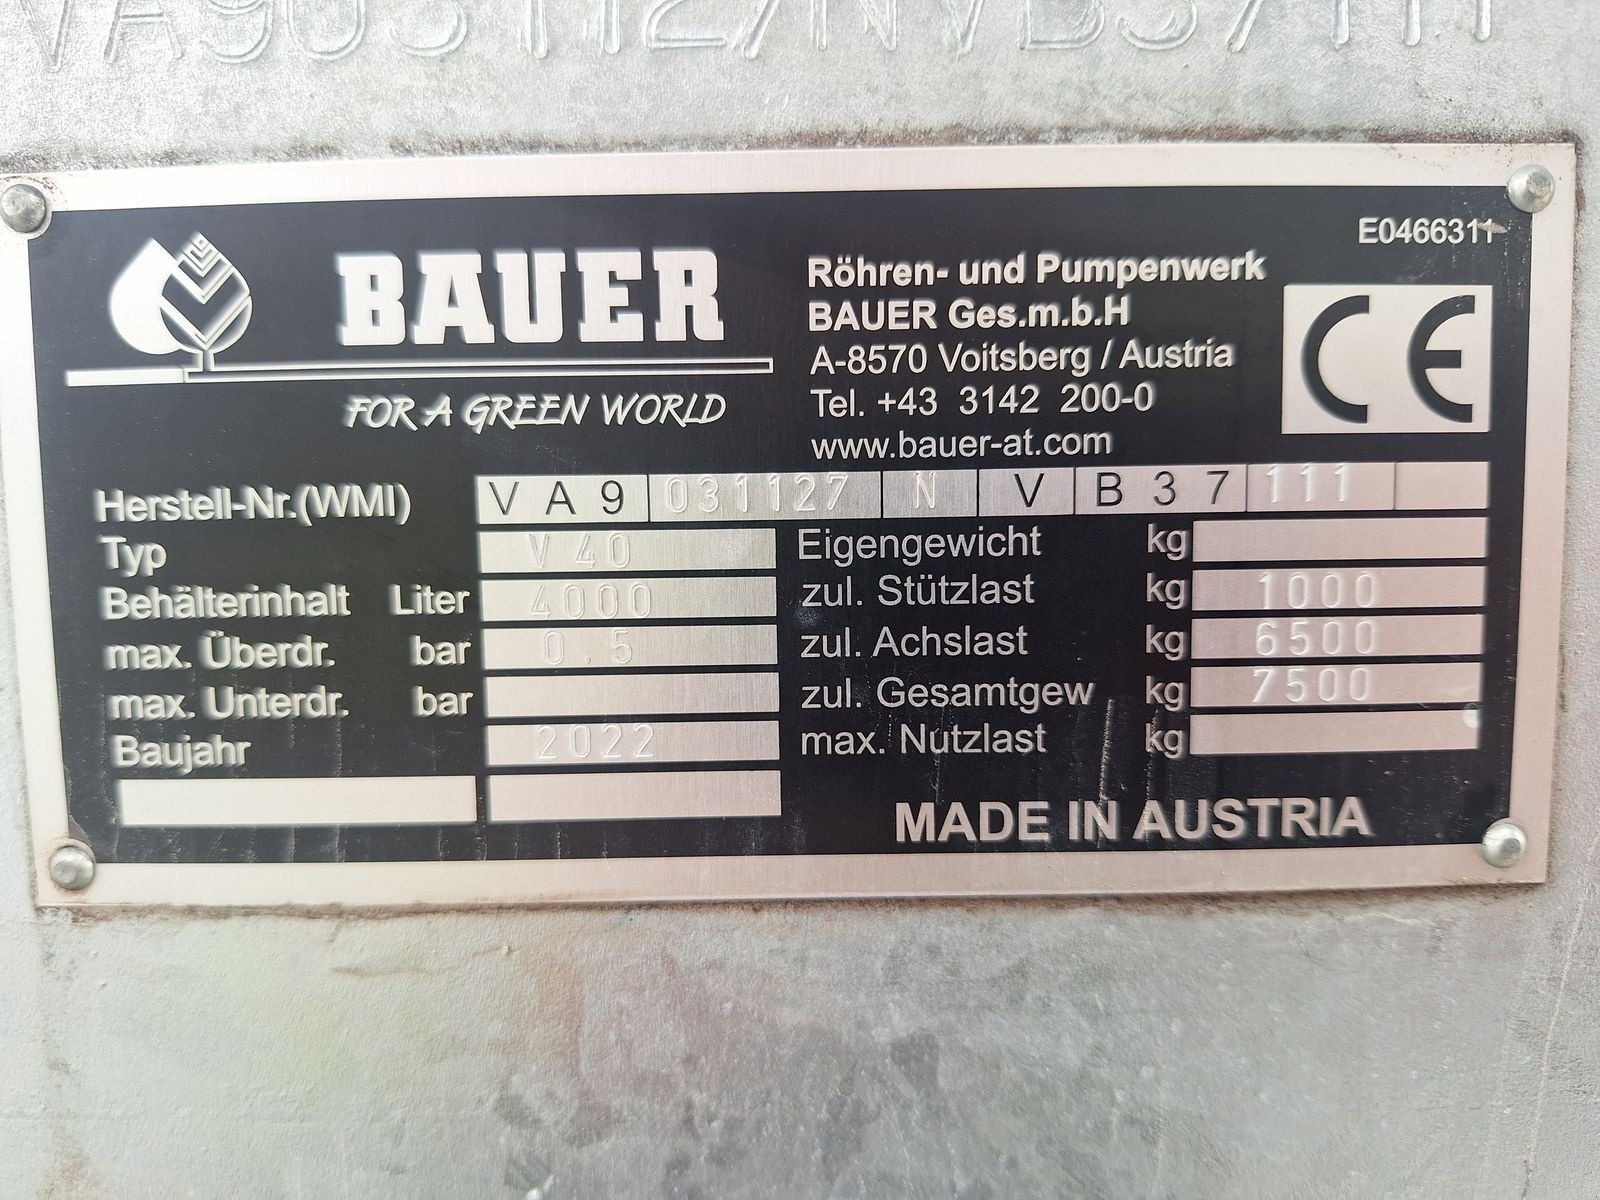 VA9031127NVB37111
E0466311
BAUER
FOR A GREEN WORLD
Röhren- und Pumpenwerk
BAUER Ges.m.b.H
A-8570 Voitsberg / Austria
Tel. +43 3142 200-0
www.bauer-at.com
CE
Herstell-Nr.(WMI) VA9 031127 N V B37 111
Typ V 40
Eigengewicht kg
Behälterinhalt Liter 4000
zul. Stützlast kg 1000
max. Überdr. bar 0,5
zul. Achslast kg 6500
max. Unterdr. bar
zul. Gesamtgew kg 7500
Baujahr 2022
max. Nutzlast kg
MADE IN AUSTRIA